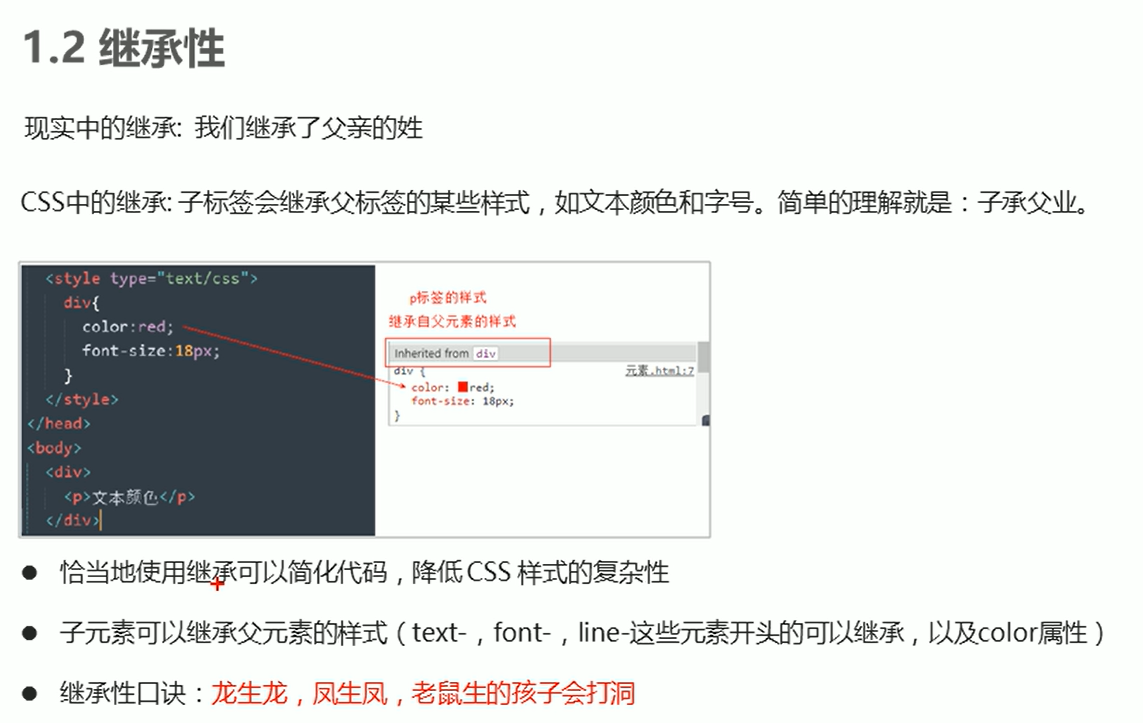 1.2 继承性
现实中的继承: 我们继承了父亲的姓
CSS中的继承: 子标签会继承父标签的某些样式，如文本颜色和字号。简单的理解就是：子承父业。
<style type="text/css">
div{
color:red;
font-size:18px;
}
</style>
</head>
<body>
<div>
<p>文本颜色</p>
</div>
p标签的样式
继承自父元素的样式
Inherited from div
div {
元素.html:7
color: red;
font-size: 18px;
}
● 恰当地使用继承可以简化代码，降低 CSS 样式的复杂性
● 子元素可以继承父元素的样式（text-，font-，line-这些元素开头的可以继承，以及color属性）
● 继承性口诀：龙生龙，凤生凤，老鼠生的孩子会打洞